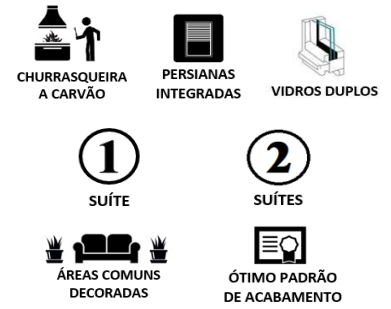 CHURRASQUEIRA
A CARVÃO
PERSIANAS
INTEGRADAS
VIDROS DUPLOS
1
SUÍTE
2
SUÍTES
ÁREAS COMUNS
DECORADAS
ÓTIMO PADRÃO
DE ACABAMENTO